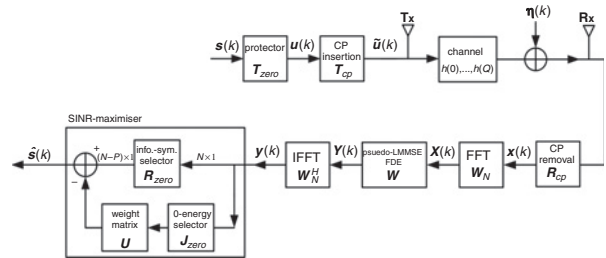 Tx
η(k)
Rx
s(k)
protector
T_zero
u(k)
CP
insertion
T_cp
ũ(k)
channel
h(0),...,h(Q)
SINR-maximiser
ŝ(k)
+
−
(N−P)×1
info.-sym.
selector
R_zero
N×1
y(k)
IFFT
W_N^H
Y(k)
psuedo-LMMSE
FDE
W
X(k)
FFT
W_N
x(k)
CP
removal
R_cp
weight
matrix
U
0-energy
selector
J_zero